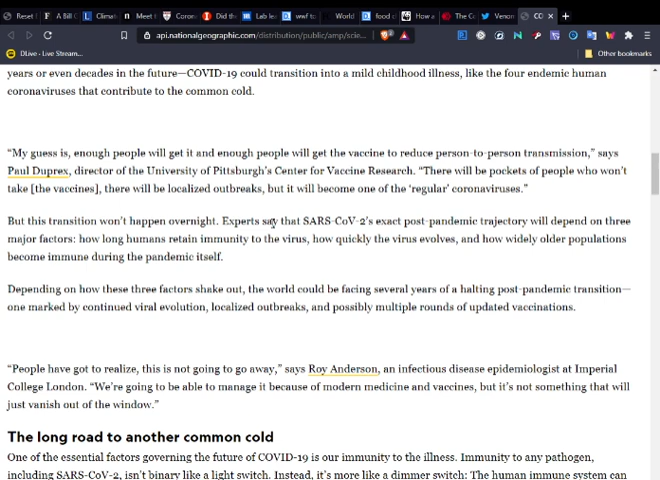 Reset
A Bill C
Climat
Meet t
Coron
Did the
Lab lea
wwf to
World
food c
How a
The Co
Venom
CO
api.nationalgeographic.com/distribution/public/amp/scie...
DLive - Live Stream...
Other bookmarks
years or even decades in the future—COVID-19 could transition into a mild childhood illness, like the four endemic human
coronaviruses that contribute to the common cold.
“My guess is, enough people will get it and enough people will get the vaccine to reduce person-to-person transmission,” says
Paul Duprex, director of the University of Pittsburgh’s Center for Vaccine Research. “There will be pockets of people who won’t
take [the vaccines], there will be localized outbreaks, but it will become one of the ‘regular’ coronaviruses.”
But this transition won’t happen overnight. Experts say that SARS-CoV-2’s exact post-pandemic trajectory will depend on three
major factors: how long humans retain immunity to the virus, how quickly the virus evolves, and how widely older populations
become immune during the pandemic itself.
Depending on how these three factors shake out, the world could be facing several years of a halting post-pandemic transition—
one marked by continued viral evolution, localized outbreaks, and possibly multiple rounds of updated vaccinations.
“People have got to realize, this is not going to go away,” says Roy Anderson, an infectious disease epidemiologist at Imperial
College London. “We’re going to be able to manage it because of modern medicine and vaccines, but it’s not something that will
just vanish out of the window.”
The long road to another common cold
One of the essential factors governing the future of COVID-19 is our immunity to the illness. Immunity to any pathogen,
including SARS-CoV-2, isn’t binary like a light switch. Instead, it’s more like a dimmer switch: The human immune system can